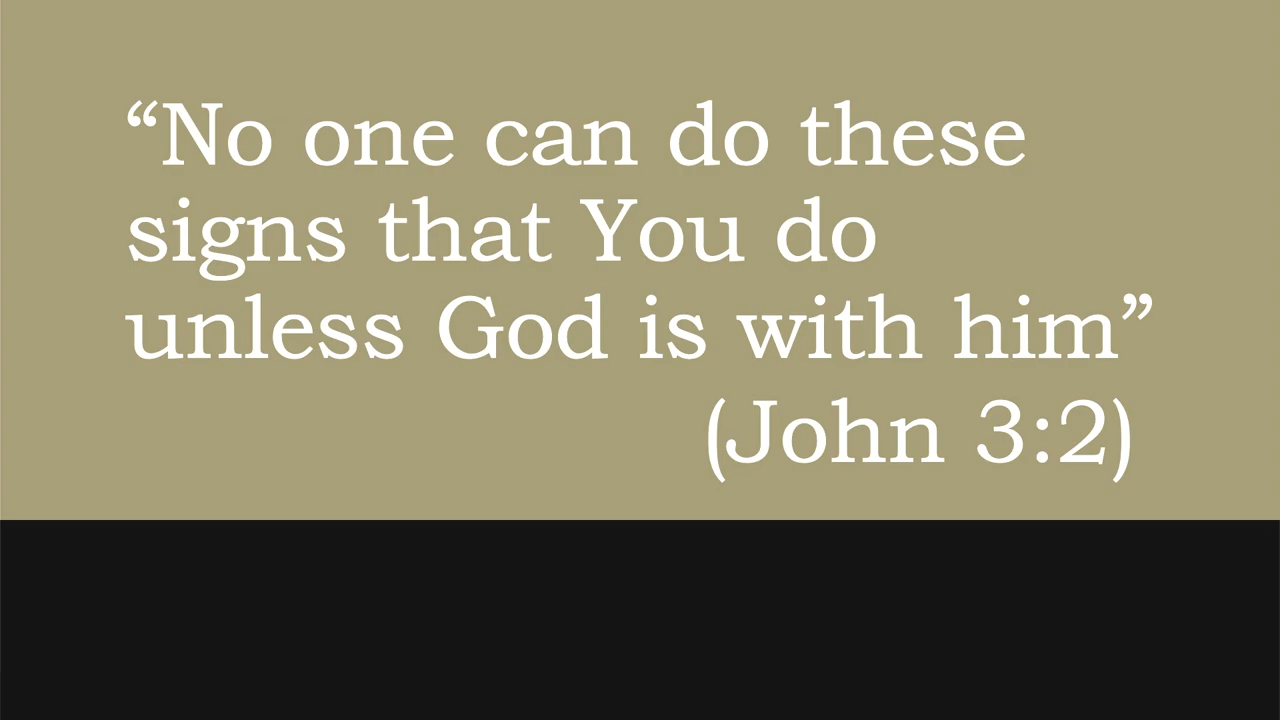 “No one can do these
signs that You do
unless God is with him”
(John 3:2)